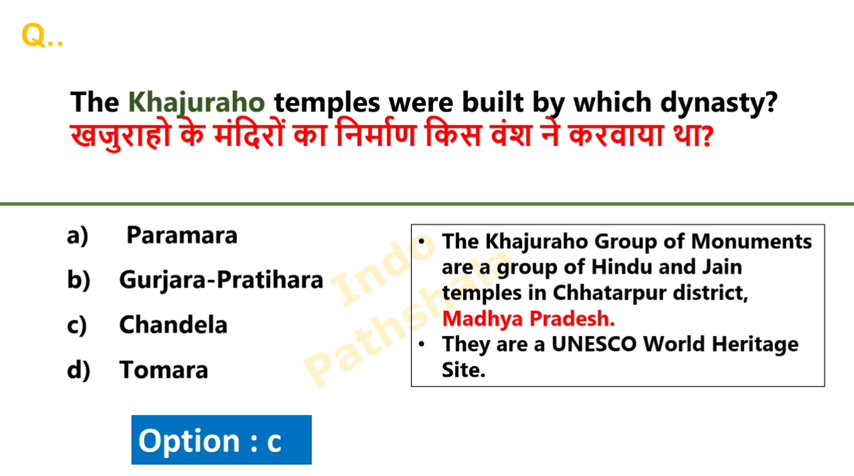 Q..
The Khajuraho temples were built by which dynasty?
खजुराहो के मंदिरों का निर्माण किस वंश ने करवाया था?
a) Paramara
b) Gurjara-Pratihara
c) Chandela
d) Tomara
• The Khajuraho Group of Monuments
are a group of Hindu and Jain
temples in Chhatarpur district,
Madhya Pradesh.
• They are a UNESCO World Heritage
Site.
Indo
Pathshala
Option : c